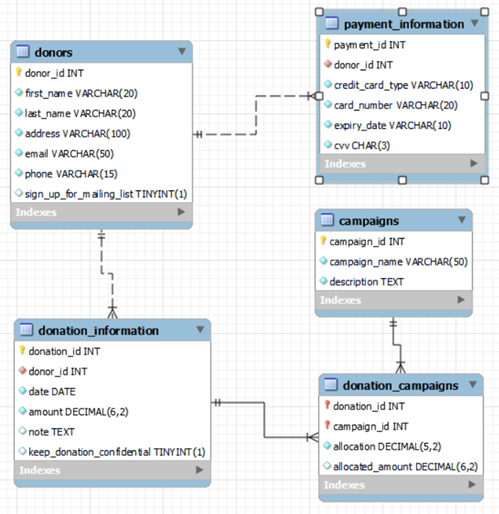 donors
donor_id INT
first_name VARCHAR(20)
last_name VARCHAR(20)
address VARCHAR(100)
email VARCHAR(50)
phone VARCHAR(15)
sign_up_for_mailing_list TINYINT(1)
Indexes
payment_information
payment_id INT
donor_id INT
credit_card_type VARCHAR(10)
card_number VARCHAR(20)
expiry_date VARCHAR(10)
cvv CHAR(3)
Indexes
campaigns
campaign_id INT
campaign_name VARCHAR(50)
description TEXT
Indexes
donation_information
donation_id INT
donor_id INT
date DATE
amount DECIMAL(6,2)
note TEXT
keep_donation_confidential TINYINT(1)
Indexes
donation_campaigns
donation_id INT
campaign_id INT
allocation DECIMAL(5,2)
allocated_amount DECIMAL(6,2)
Indexes